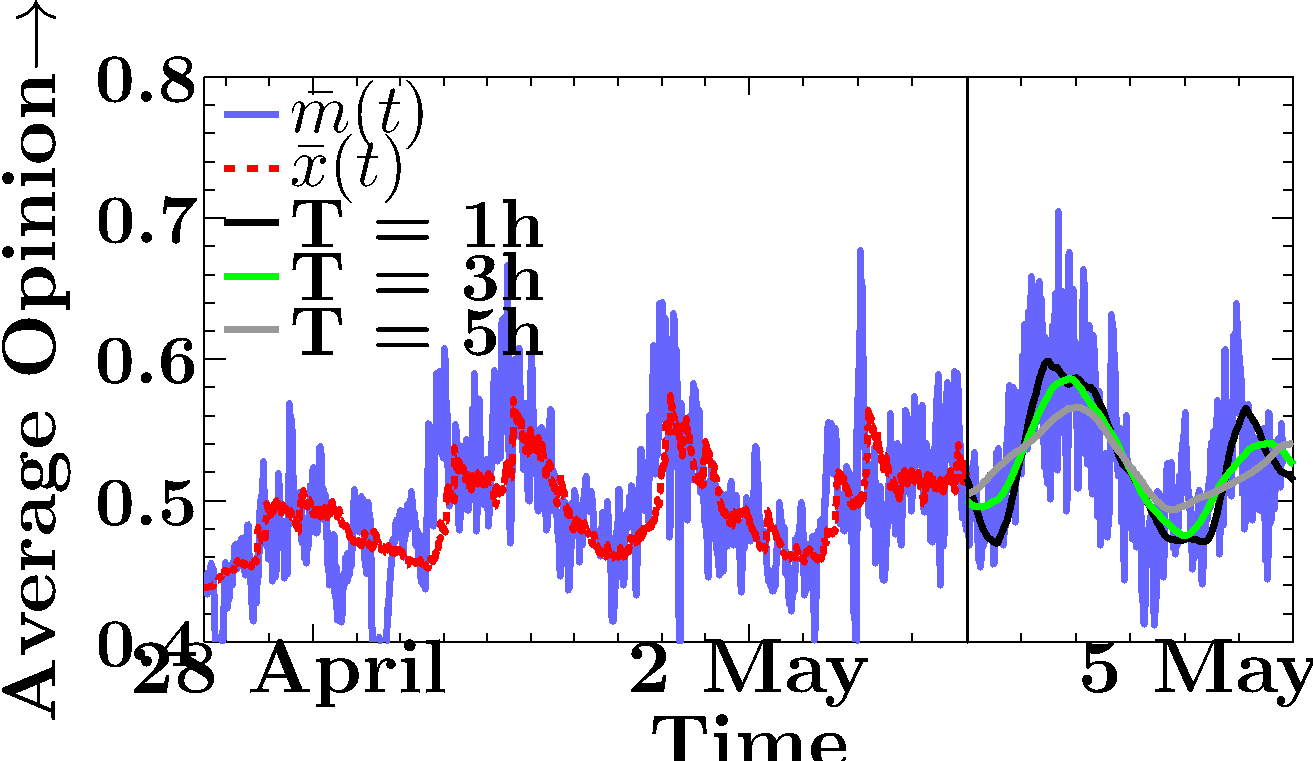 Average Opinion→
0.8
0.7
0.6
0.5
0.4
m̄(t)
x̄(t)
T = 1h
T = 3h
T = 5h
28 April
2 May
5 May
Time